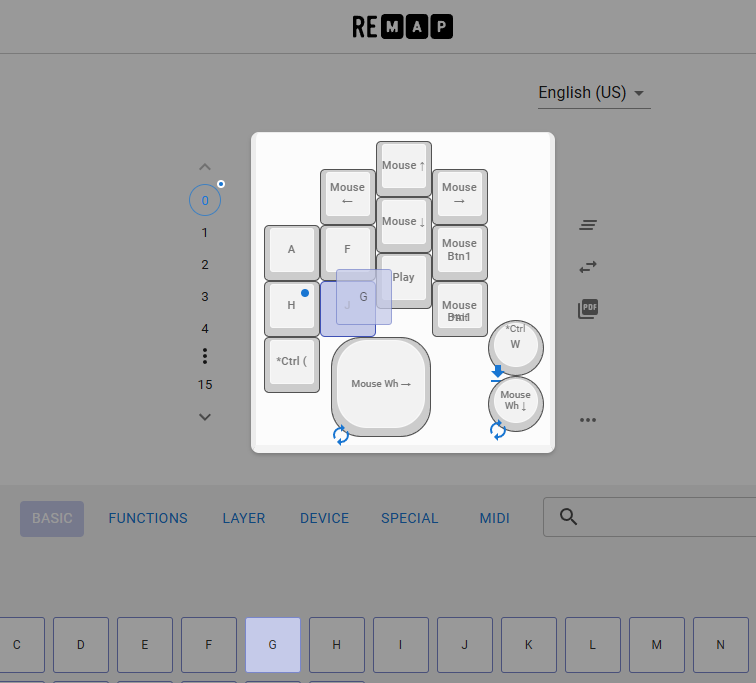 REMAP
English (US)
0
1
2
3
4
15
Mouse ↑
Mouse
←
Mouse
→
Mouse ↓
A
F
Mouse
Btn1
Play
H
J
G
Mouse
*Ctrl (
Mouse Wh →
*Ctrl
W
Mouse
Wh ↓
PDF
BASIC
FUNCTIONS
LAYER
DEVICE
SPECIAL
MIDI
C
D
E
F
G
H
I
J
K
L
M
N